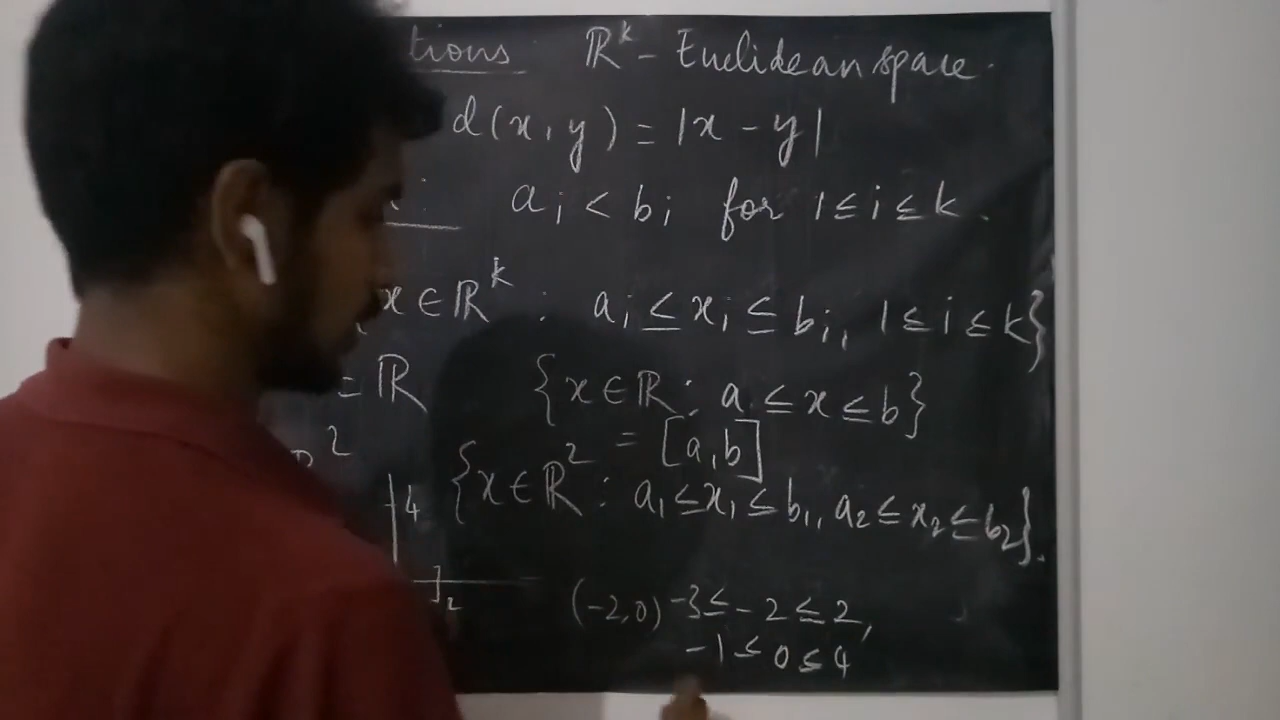 tions ℝᵏ - Euclidean space.
d(x, y) = |x - y|
: aᵢ < bᵢ for 1 ≤ i ≤ k.
x ∈ ℝᵏ : aᵢ ≤ xᵢ ≤ bᵢ, 1 ≤ i ≤ k}
= ℝ {x ∈ ℝ : a ≤ x ≤ b}
= [a, b]
2 {x ∈ ℝ² : a₁ ≤ x₁ ≤ b₁, a₂ ≤ x₂ ≤ b₂}.
4
]₂ (-2, 0) -3 ≤ -2 ≤ 2,
-1 ≤ 0 ≤ 4